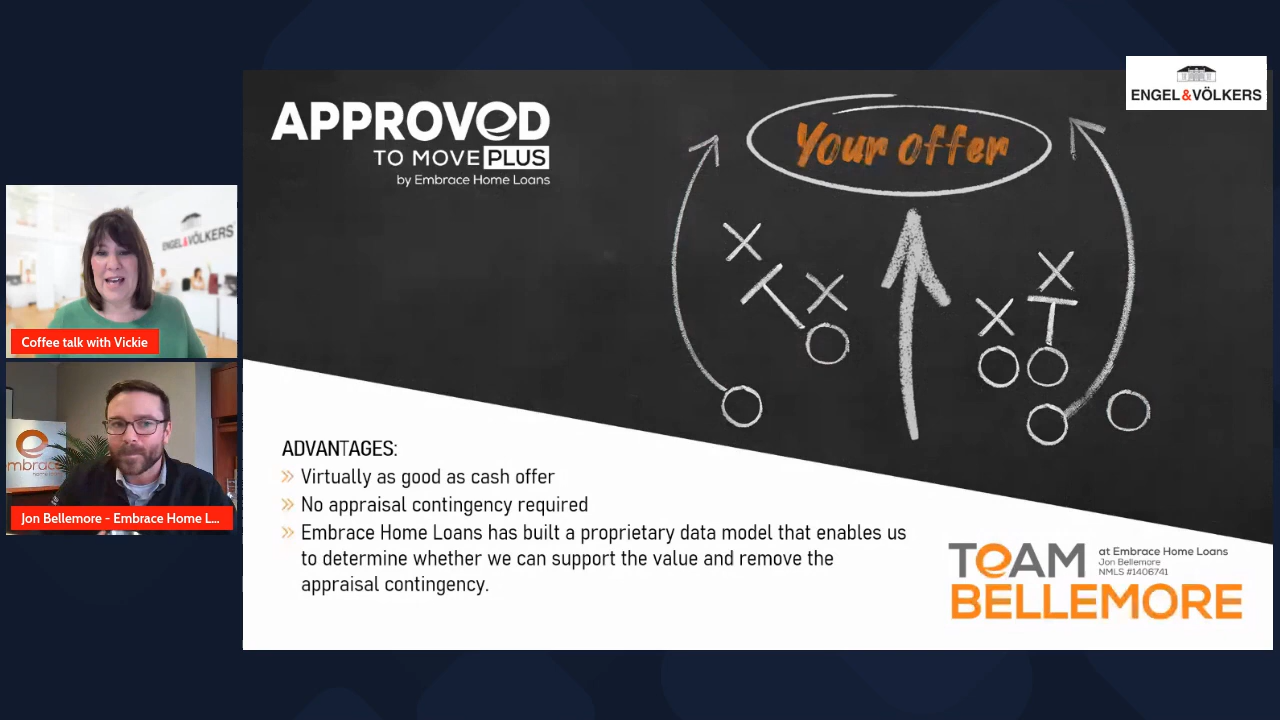 ENGEL&VÖLKERS
APPROVeD
TO MOVE PLUS
by Embrace Home Loans
Your offer
ENGEL&VÖLKERS
Coffee talk with Vickie
embrace
Jon Bellemore - Embrace Home L...
ADVANTAGES:
» Virtually as good as cash offer
» No appraisal contingency required
» Embrace Home Loans has built a proprietary data model that enables us
to determine whether we can support the value and remove the
appraisal contingency.
TeAM
at Embrace Home Loans
Jon Bellemore
NMLS #1406741
BELLEMORE